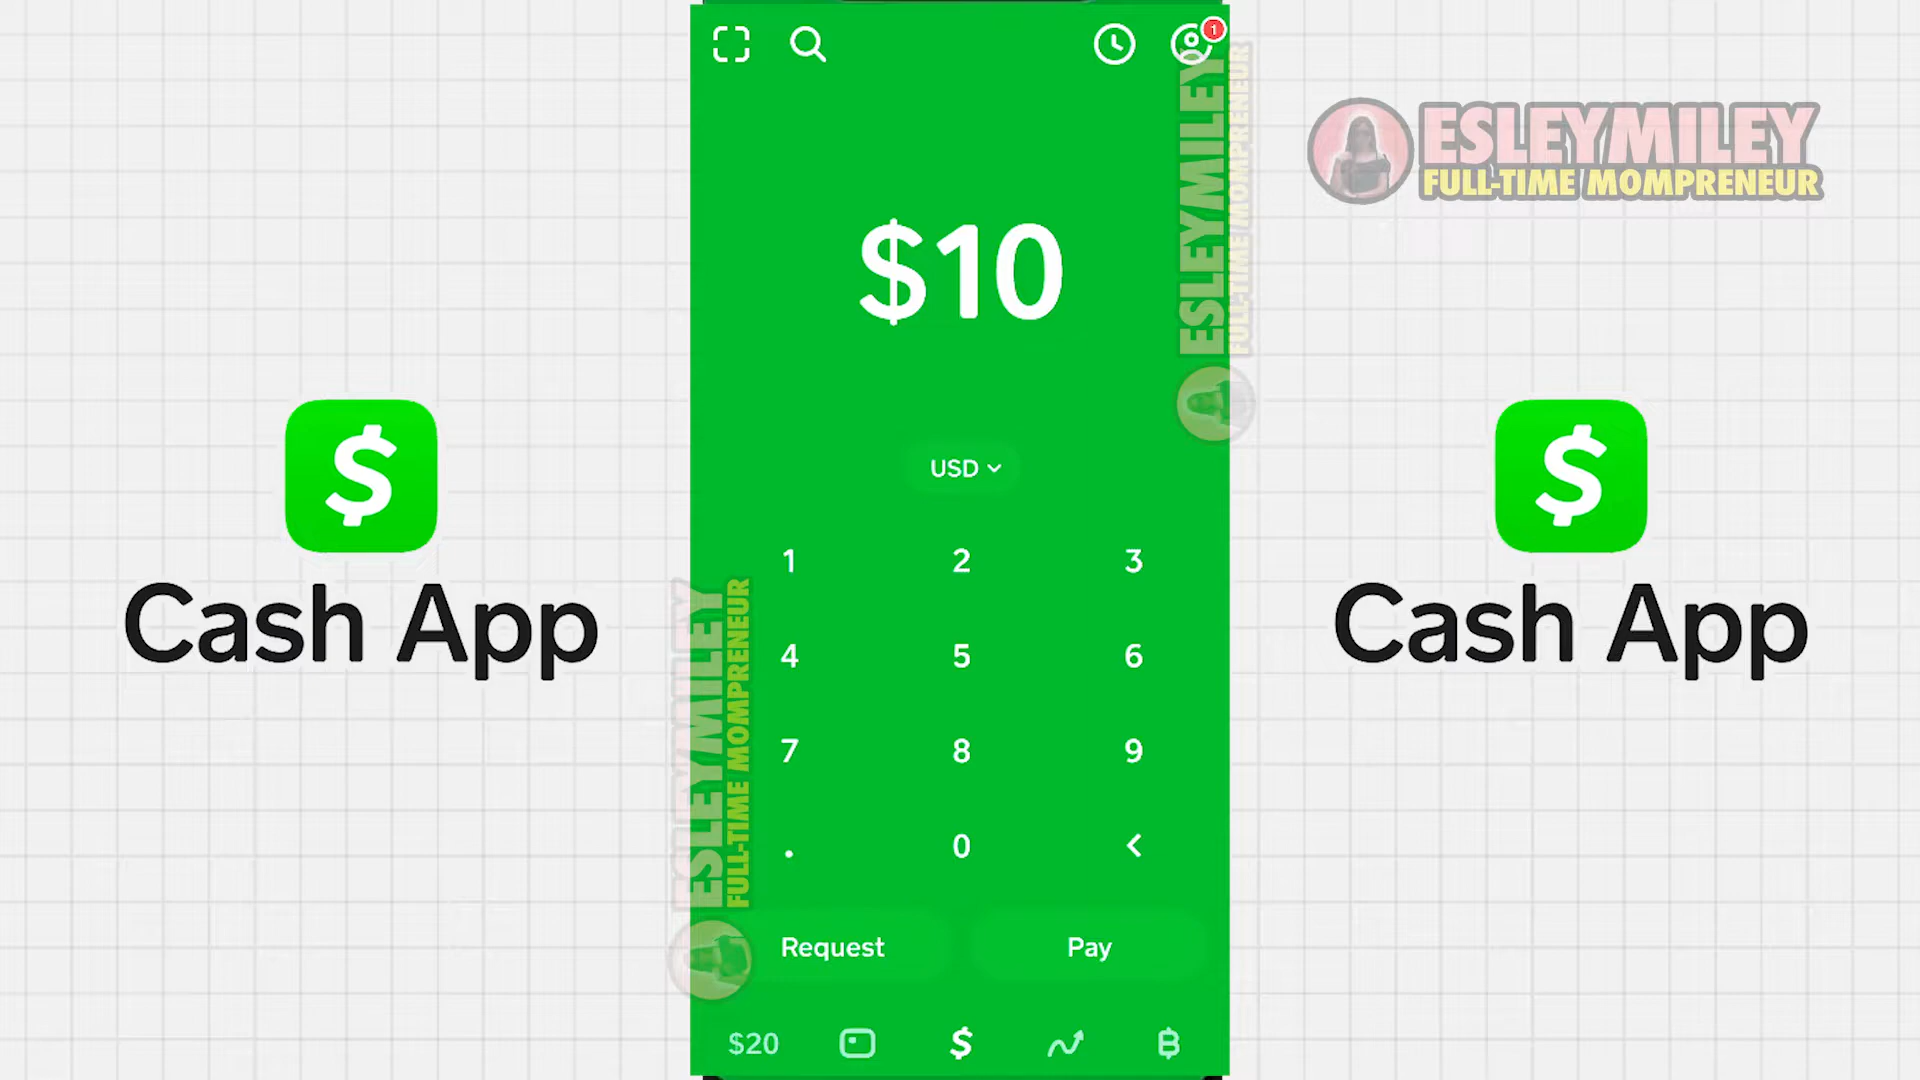 1
$10
USD
1 2 3
4 5 6
7 8 9
. 0 <
Request Pay
$20 $
$
Cash App
$
Cash App
ESLEYMILEY
FULL-TIME MOMPRENEUR
ESLEYMILEY
FULL-TIME MOMPRENEUR
ESLEYMILEY
FULL-TIME MOMPRENEUR